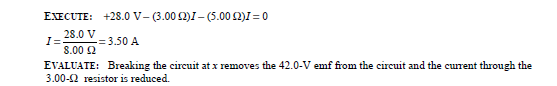 EXECUTE: +28.0 V – (3.00 Ω)I – (5.00 Ω)I = 0
I = 28.0 V / 8.00 Ω = 3.50 A
EVALUATE: Breaking the circuit at x removes the 42.0-V emf from the circuit and the current through the
3.00-Ω resistor is reduced.